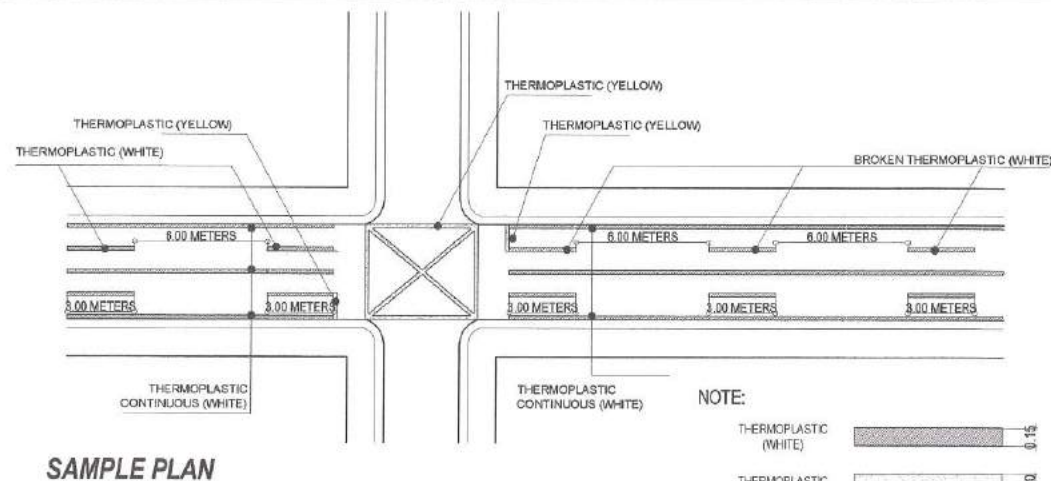 THERMOPLASTIC (YELLOW)
THERMOPLASTIC (YELLOW)
THERMOPLASTIC (YELLOW)
THERMOPLASTIC (WHITE)
BROKEN THERMOPLASTIC (WHITE)
6.00 METERS
6.00 METERS
6.00 METERS
3.00 METERS
3.00 METERS
3.00 METERS
3.00 METERS
3.00 METERS
THERMOPLASTIC
CONTINUOUS (WHITE)
THERMOPLASTIC
CONTINUOUS (WHITE)
NOTE:
THERMOPLASTIC
(WHITE)
0.15
SAMPLE PLAN
THERMOPLASTIC